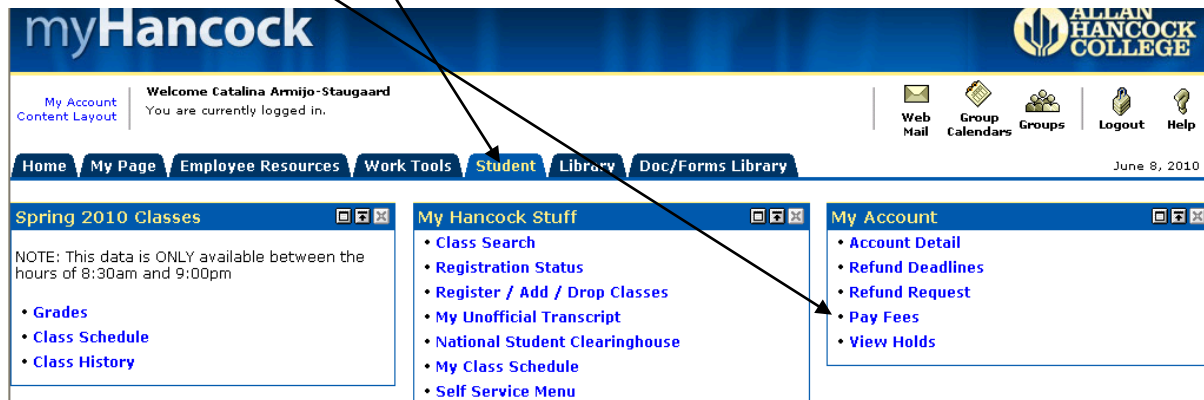 myHancock
ALLAN
HANCOCK
COLLEGE
My Account
Content Layout
Welcome Catalina Armijo-Staugaard
You are currently logged in.
Web
Mail
Group
Calendars
Groups
Logout
Help
Home
My Page
Employee Resources
Work Tools
Student
Library
Doc/Forms Library
June 8, 2010
Spring 2010 Classes
NOTE: This data is ONLY available between the
hours of 8:30am and 9:00pm
• Grades
• Class Schedule
• Class History
My Hancock Stuff
• Class Search
• Registration Status
• Register / Add / Drop Classes
• My Unofficial Transcript
• National Student Clearinghouse
• My Class Schedule
• Self Service Menu
My Account
• Account Detail
• Refund Deadlines
• Refund Request
• Pay Fees
• View Holds